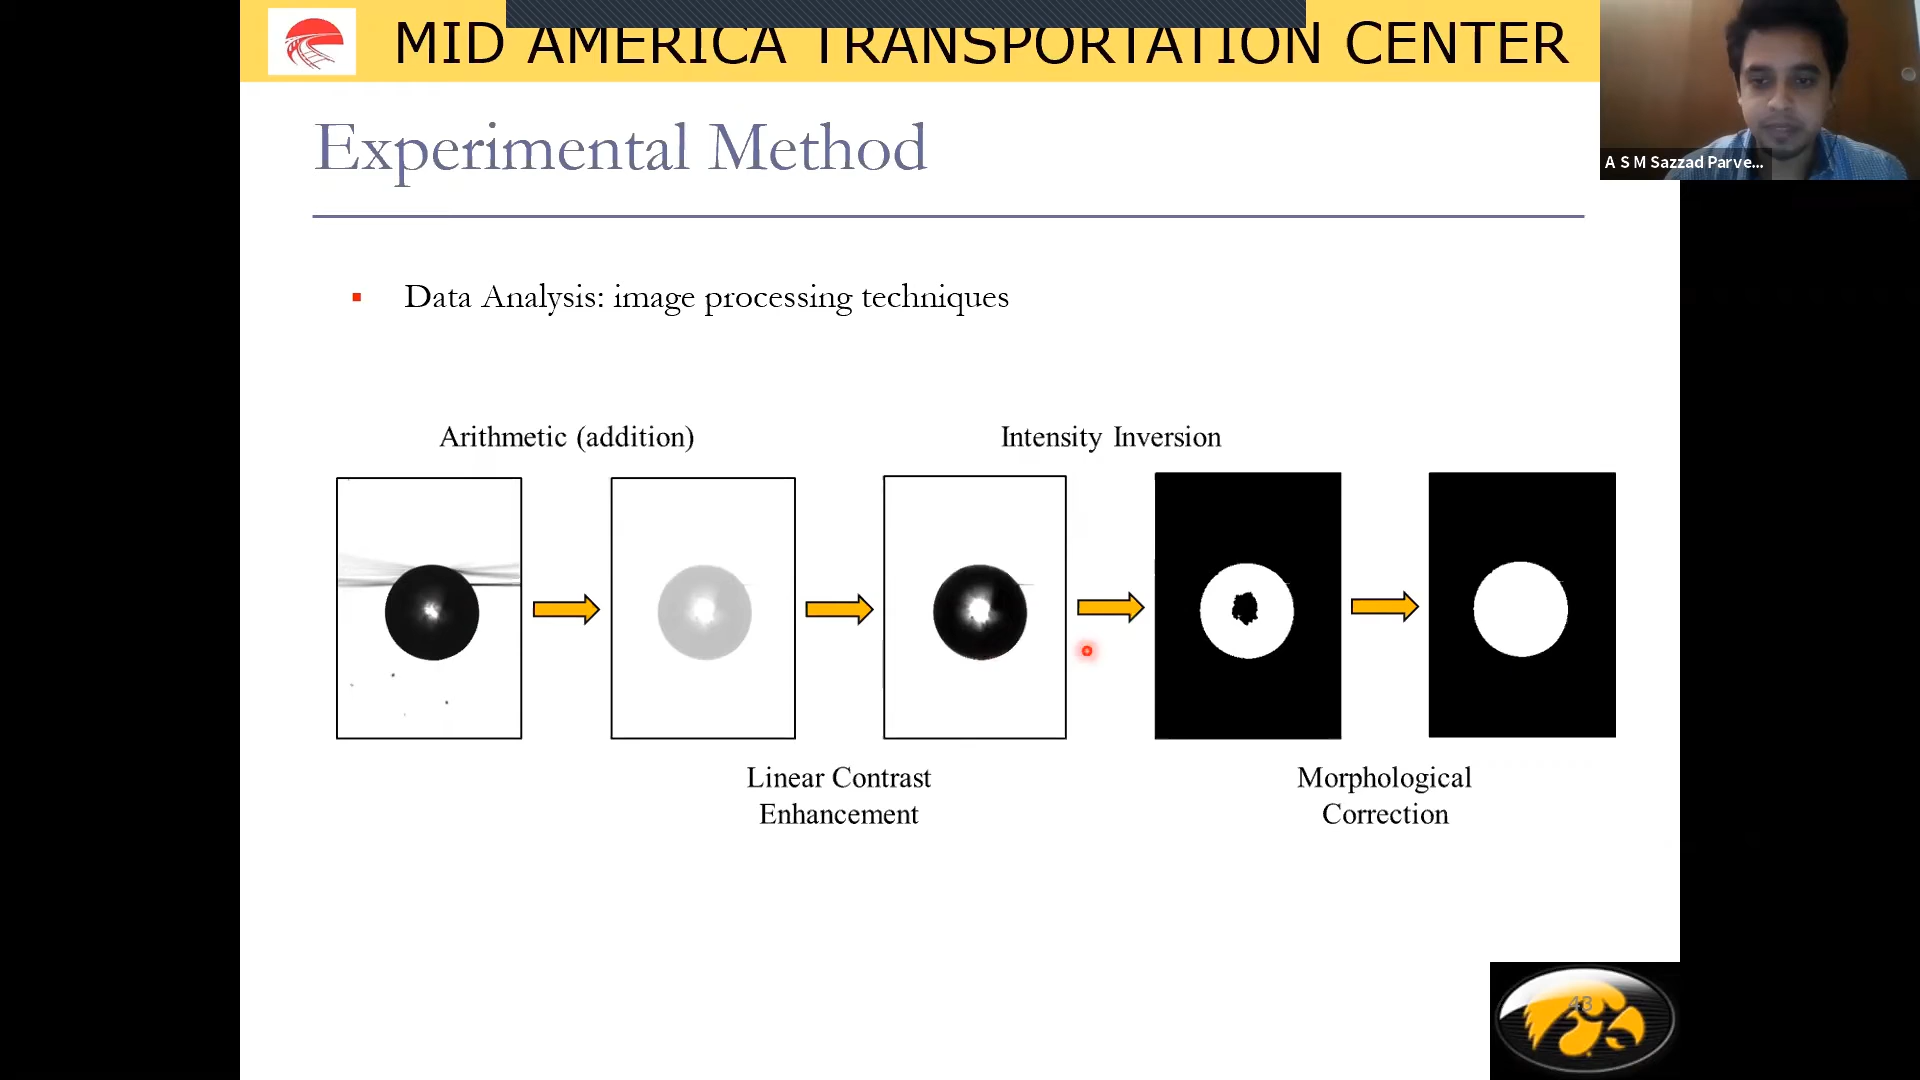 MID AMERICA TRANSPORTATION CENTER
A S M Sazzad Parve...
Experimental Method
Data Analysis: image processing techniques
Arithmetic (addition)
Intensity Inversion
Linear Contrast
Enhancement
Morphological
Correction
43